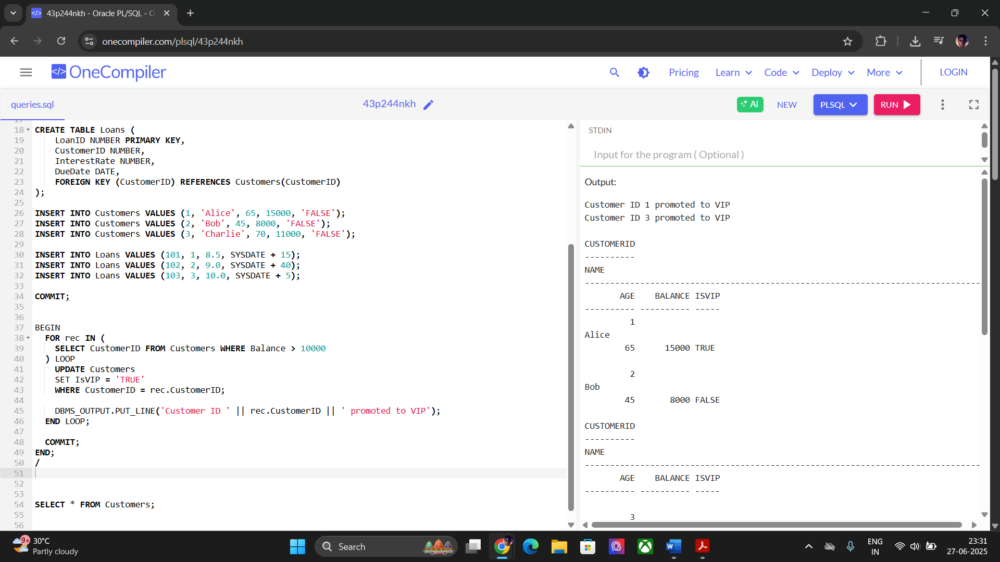 43p244nkh - Oracle PL/SQL - O
onecompiler.com/plsql/43p244nkh
</> OneCompiler
Pricing
Learn
Code
Deploy
More
LOGIN
queries.sql
43p244nkh
AI
NEW
PLSQL
RUN
17
18 CREATE TABLE Loans (
19 LoanID NUMBER PRIMARY KEY,
20 CustomerID NUMBER,
21 InterestRate NUMBER,
22 DueDate DATE,
23 FOREIGN KEY (CustomerID) REFERENCES Customers(CustomerID)
24 );
25
26 INSERT INTO Customers VALUES (1, 'Alice', 65, 15000, 'FALSE');
27 INSERT INTO Customers VALUES (2, 'Bob', 45, 8000, 'FALSE');
28 INSERT INTO Customers VALUES (3, 'Charlie', 70, 11000, 'FALSE');
29
30 INSERT INTO Loans VALUES (101, 1, 8.5, SYSDATE + 15);
31 INSERT INTO Loans VALUES (102, 2, 9.0, SYSDATE + 40);
32 INSERT INTO Loans VALUES (103, 3, 10.0, SYSDATE + 5);
33
34 COMMIT;
35
36
37 BEGIN
38 FOR rec IN (
39 SELECT CustomerID FROM Customers WHERE Balance > 10000
40 ) LOOP
41 UPDATE Customers
42 SET IsVIP = 'TRUE'
43 WHERE CustomerID = rec.CustomerID;
44
45 DBMS_OUTPUT.PUT_LINE('Customer ID ' || rec.CustomerID || ' promoted to VIP');
46 END LOOP;
47
48 COMMIT;
49 END;
50 /
51
52
53
54 SELECT * FROM Customers;
55
56
STDIN
Input for the program ( Optional )
Output:
Customer ID 1 promoted to VIP
Customer ID 3 promoted to VIP
CUSTOMERID
----------
NAME
--------------------------------------------------------------------------------
AGE BALANCE ISVIP
---------- ---------- -----
1
Alice
65 15000 TRUE
2
Bob
45 8000 FALSE
CUSTOMERID
----------
NAME
--------------------------------------------------------------------------------
AGE BALANCE ISVIP
---------- ---------- -----
3
9+
30°C
Partly cloudy
Search
ENG
IN
23:31
27-06-2025